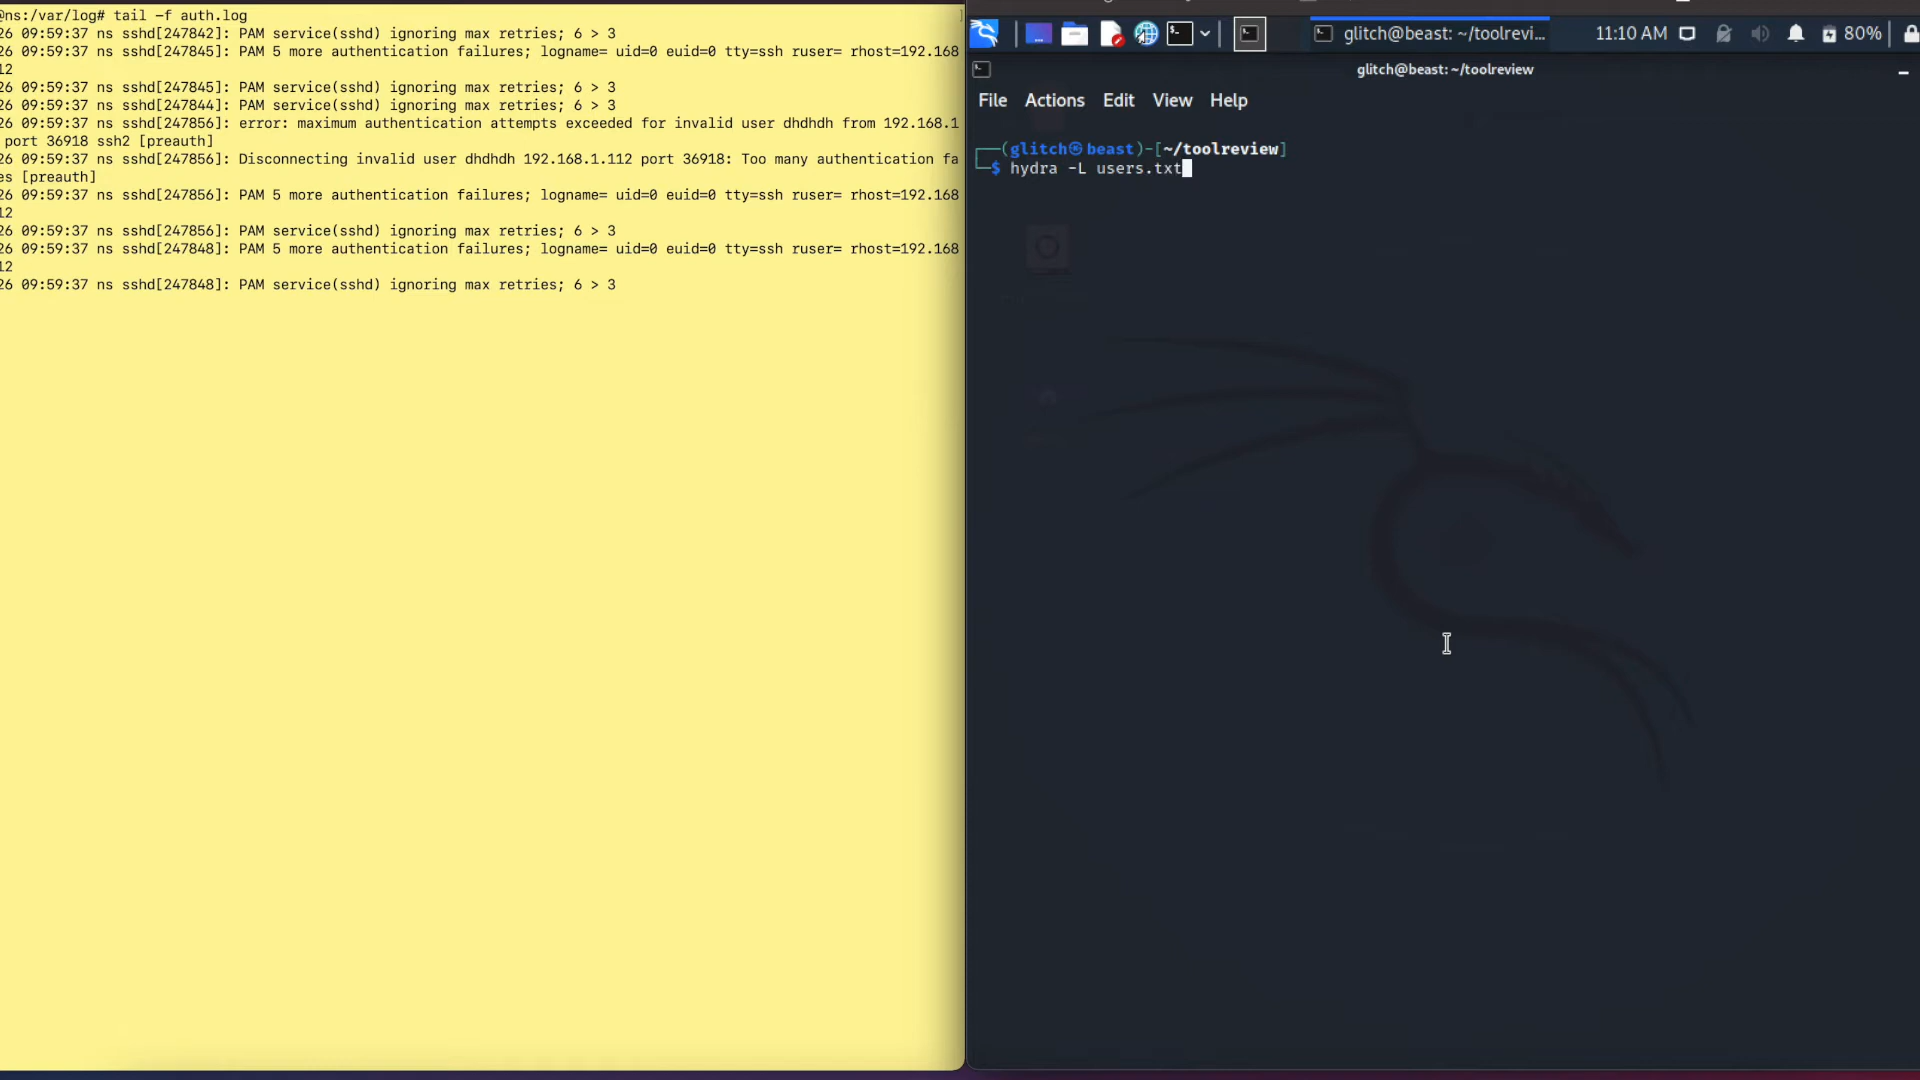 @ns:/var/log# tail -f auth.log
26 09:59:37 ns sshd[247842]: PAM service(sshd) ignoring max retries; 6 > 3
26 09:59:37 ns sshd[247845]: PAM 5 more authentication failures; logname= uid=0 euid=0 tty=ssh ruser= rhost=192.168
12
26 09:59:37 ns sshd[247845]: PAM service(sshd) ignoring max retries; 6 > 3
26 09:59:37 ns sshd[247844]: PAM service(sshd) ignoring max retries; 6 > 3
26 09:59:37 ns sshd[247856]: error: maximum authentication attempts exceeded for invalid user dhdhdh from 192.168.1
port 36918 ssh2 [preauth]
26 09:59:37 ns sshd[247856]: Disconnecting invalid user dhdhdh 192.168.1.112 port 36918: Too many authentication fa
es [preauth]
26 09:59:37 ns sshd[247856]: PAM 5 more authentication failures; logname= uid=0 euid=0 tty=ssh ruser= rhost=192.168
12
26 09:59:37 ns sshd[247856]: PAM service(sshd) ignoring max retries; 6 > 3
26 09:59:37 ns sshd[247848]: PAM 5 more authentication failures; logname= uid=0 euid=0 tty=ssh ruser= rhost=192.168
12
26 09:59:37 ns sshd[247848]: PAM service(sshd) ignoring max retries; 6 > 3
glitch@beast: ~/toolrevi... 11:10 AM 80%
glitch@beast: ~/toolreview
File Actions Edit View Help
(glitch㉿beast)-[~/toolreview]
$ hydra -L users.txt